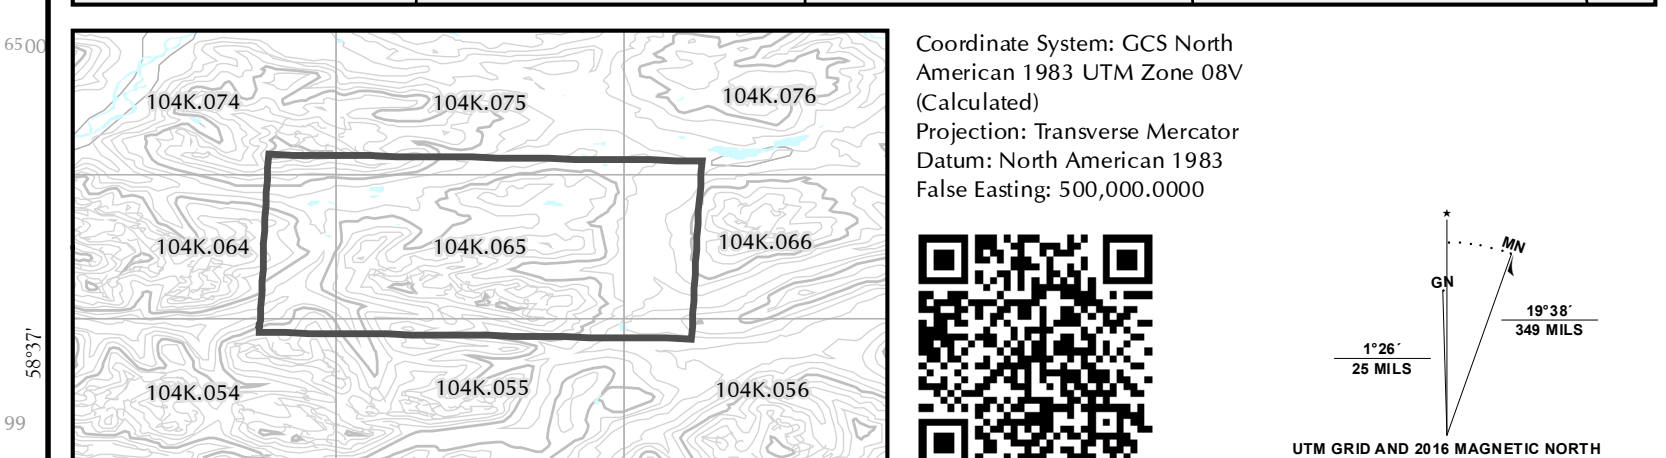 6500
58°37'
99
104K.074
104K.075
104K.076
104K.064
104K.065
104K.066
104K.054
104K.055
104K.056
Coordinate System: GCS North
American 1983 UTM Zone 08V
(Calculated)
Projection: Transverse Mercator
Datum: North American 1983
False Easting: 500,000.0000
MN
GN
19°38´
349 MILS
1°26´
25 MILS
UTM GRID AND 2016 MAGNETIC NORTH